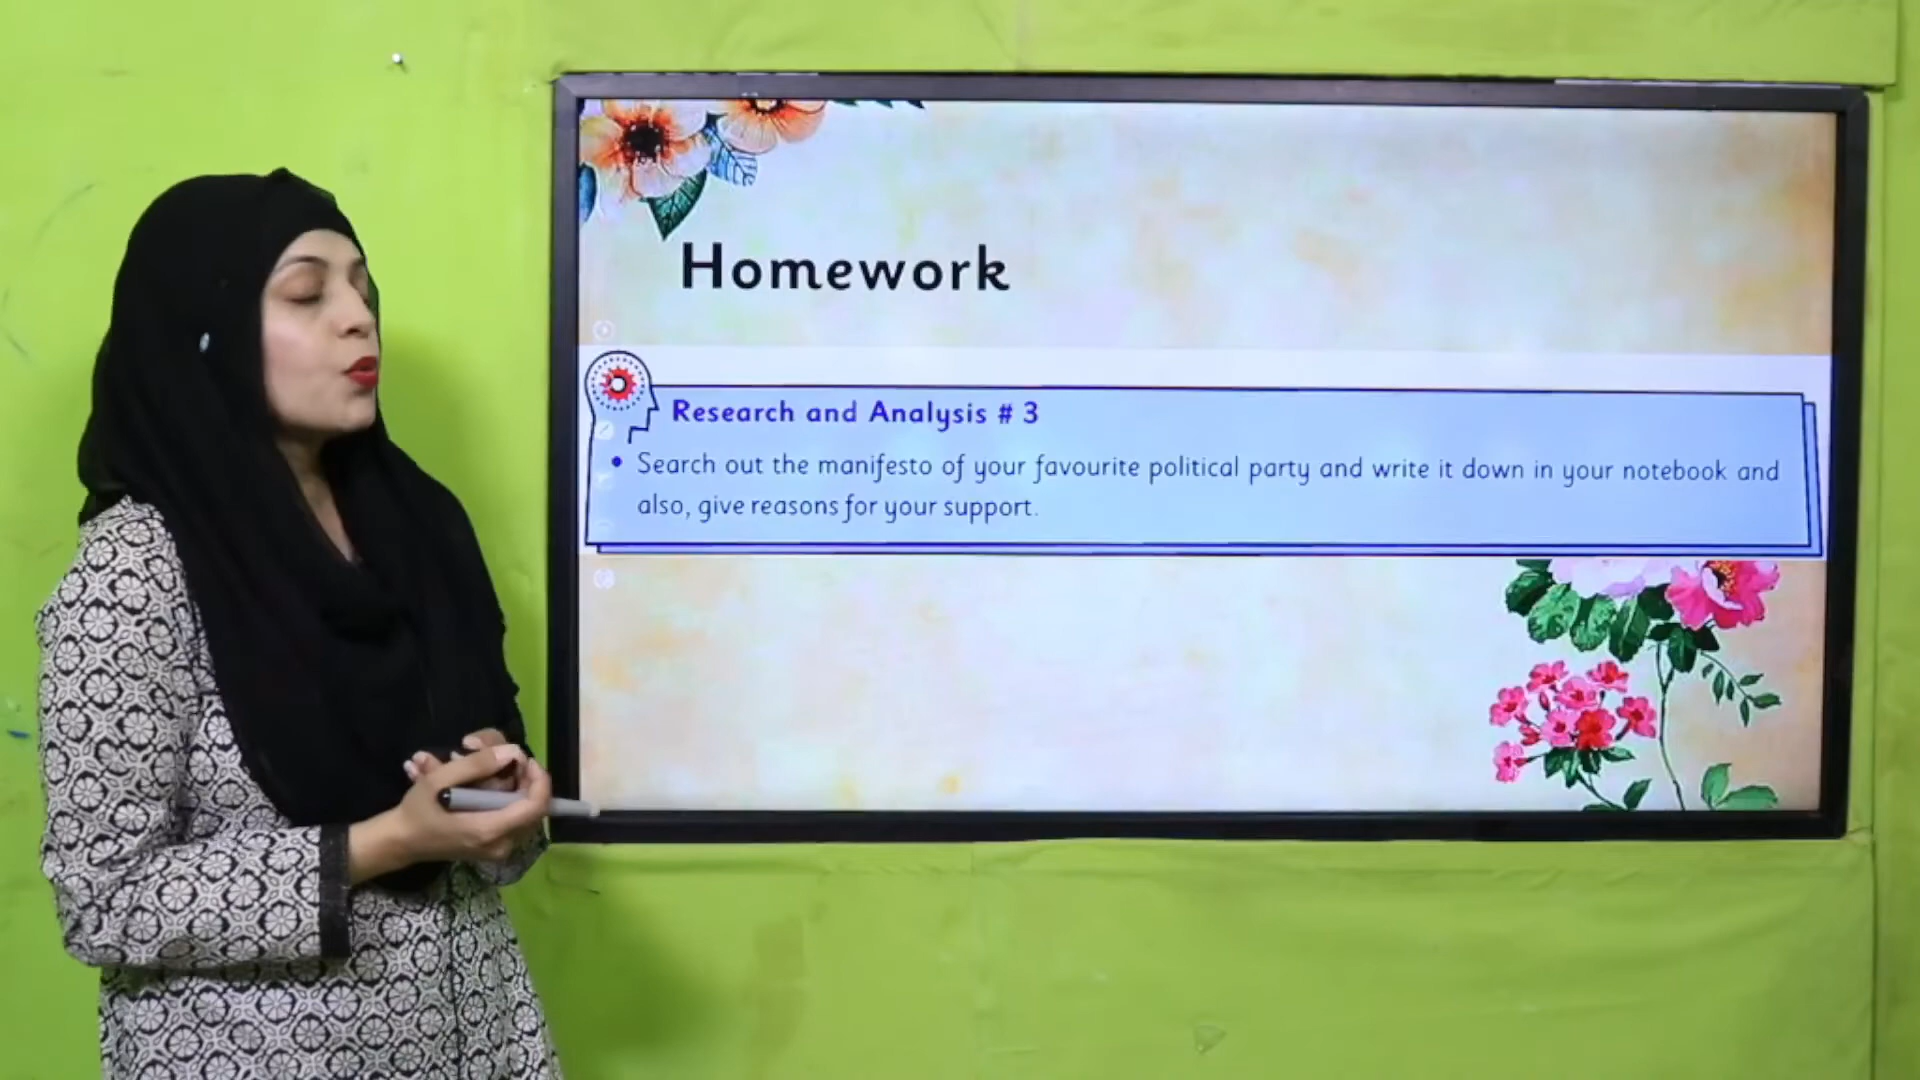 Homework
Research and Analysis # 3
• Search out the manifesto of your favourite political party and write it down in your notebook and
also, give reasons for your support.